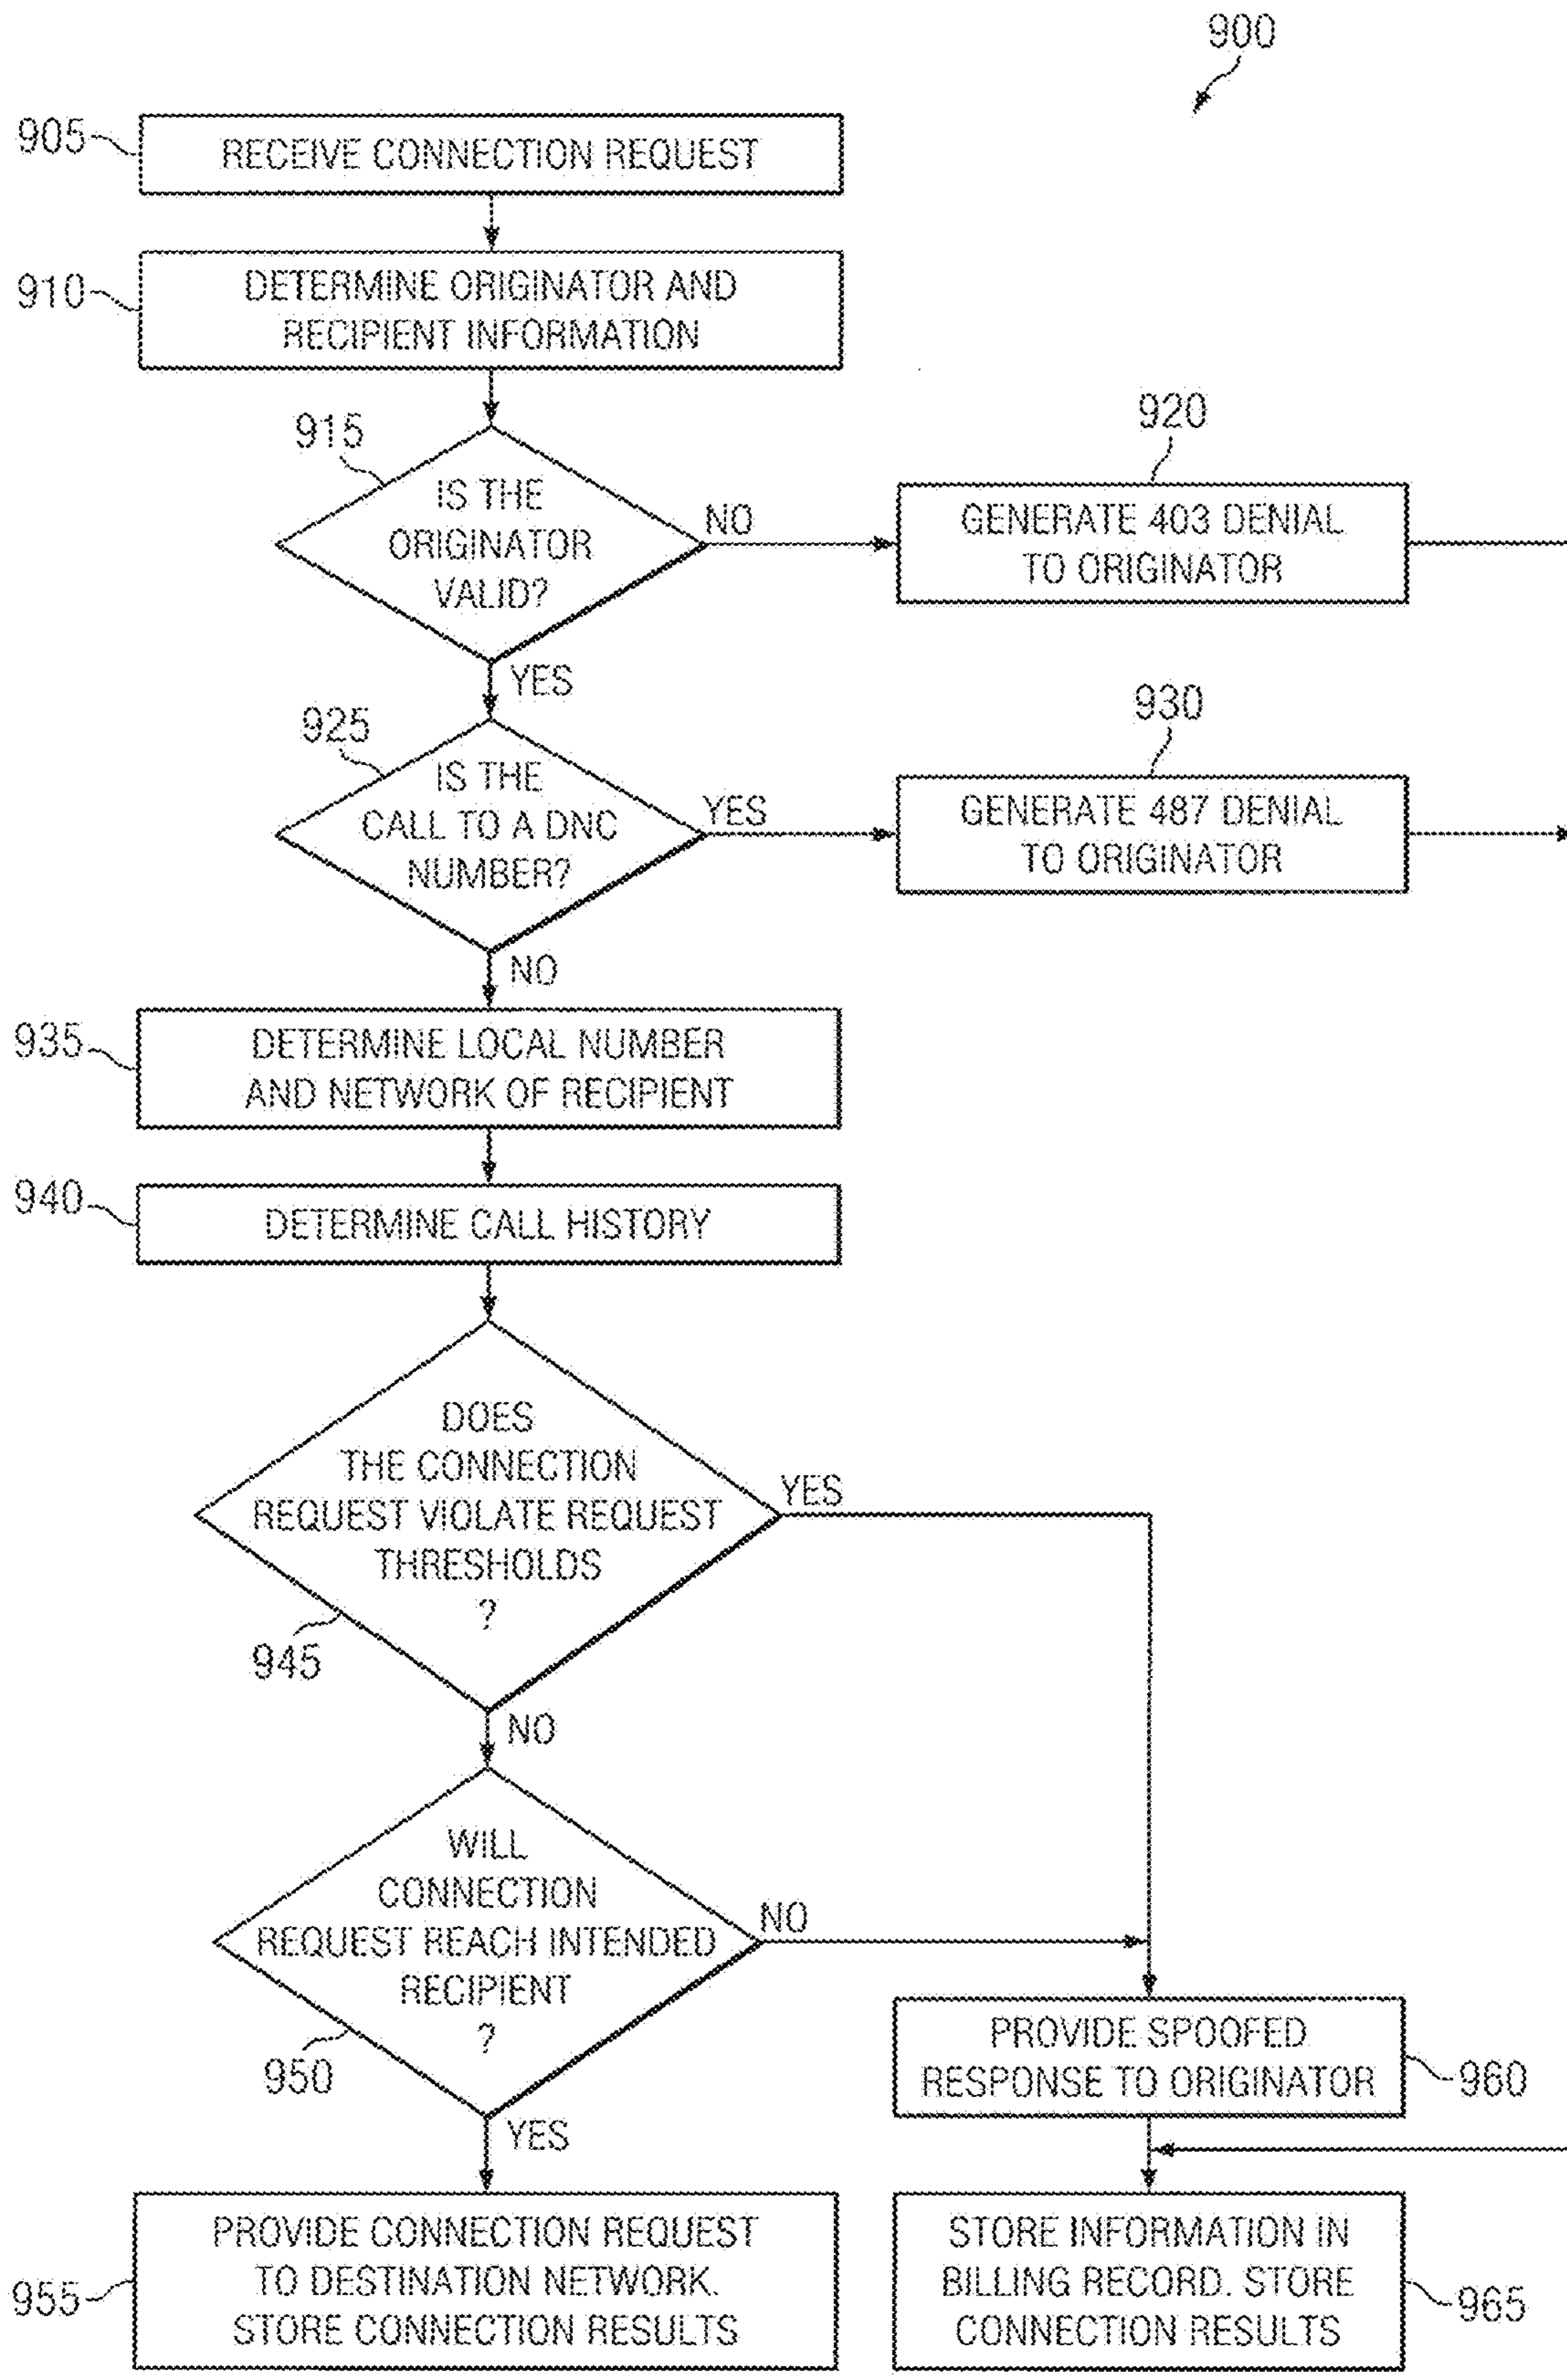 900
905
RECEIVE CONNECTION REQUEST
910
DETERMINE ORIGINATOR AND
RECIPIENT INFORMATION
915
IS THE
ORIGINATOR
VALID?
NO
920
GENERATE 403 DENIAL
TO ORIGINATOR
YES
925
IS THE
CALL TO A DNC
NUMBER?
YES
930
GENERATE 487 DENIAL
TO ORIGINATOR
NO
935
DETERMINE LOCAL NUMBER
AND NETWORK OF RECIPIENT
940
DETERMINE CALL HISTORY
DOES
THE CONNECTION
REQUEST VIOLATE REQUEST
THRESHOLDS
?
945
YES
NO
WILL
CONNECTION
REQUEST REACH INTENDED
RECIPIENT
?
950
NO
YES
PROVIDE SPOOFED
RESPONSE TO ORIGINATOR
960
955
PROVIDE CONNECTION REQUEST
TO DESTINATION NETWORK.
STORE CONNECTION RESULTS
STORE INFORMATION IN
BILLING RECORD. STORE
CONNECTION RESULTS
965